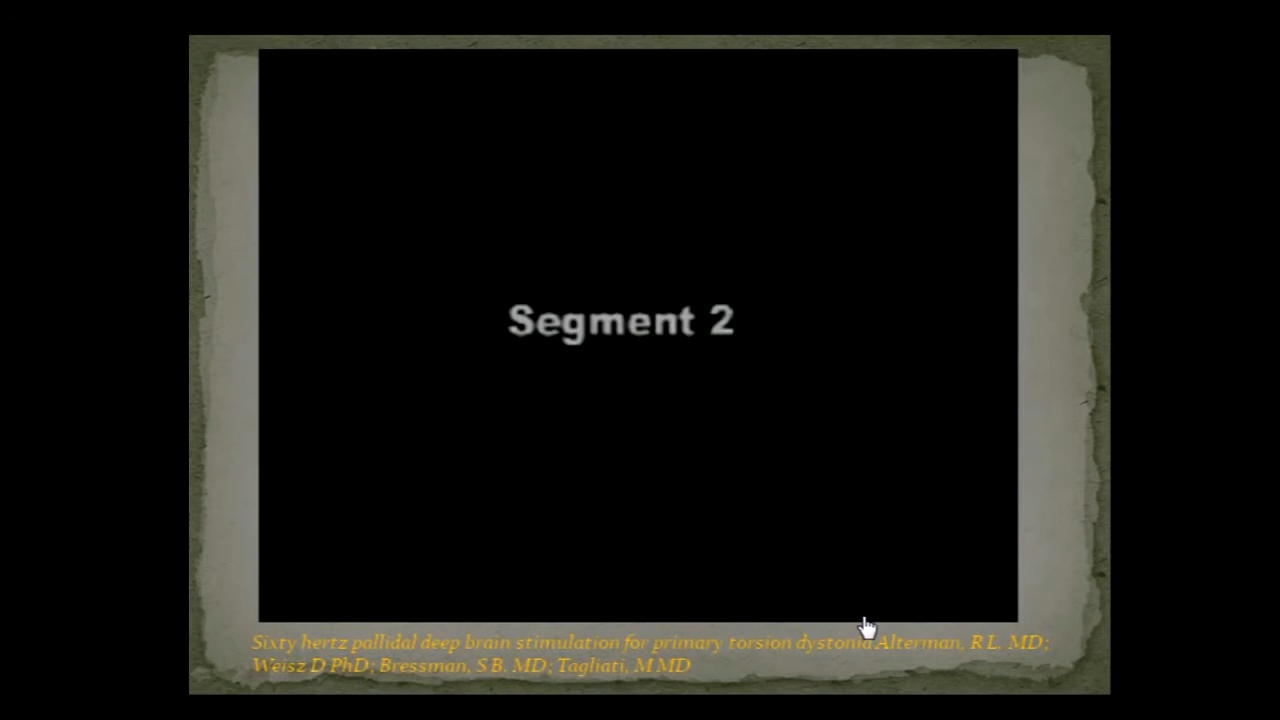 Segment 2
Sixty hertz pallidal deep brain stimulation for primary torsion dystonia Alterman, R L. MD;
Weisz D PhD; Bressman, S B. MD; Tagliati, M MD